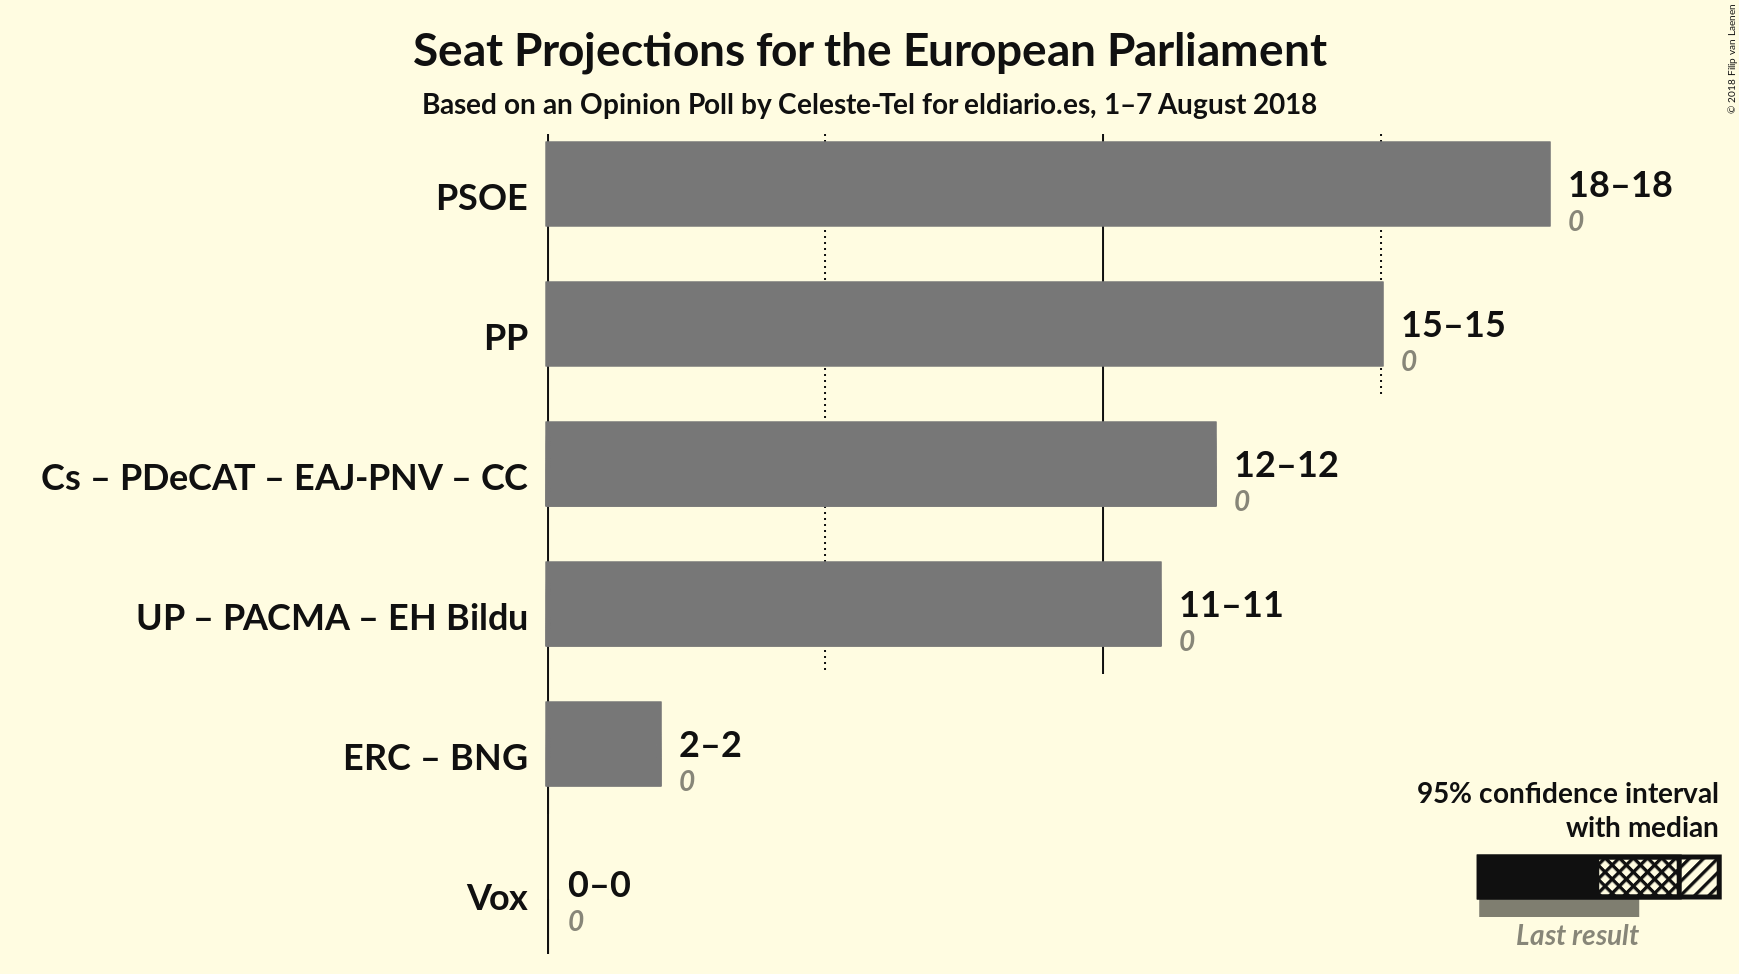 Seat Projections for the European Parliament
Based on an Opinion Poll by Celeste-Tel for eldiario.es, 1–7 August 2018
© 2018 Filip van Laenen
PSOE
18–18
0
PP
15–15
0
Cs – PDeCAT – EAJ-PNV – CC
12–12
0
UP – PACMA – EH Bildu
11–11
0
ERC – BNG
2–2
0
Vox
0–0
0
95% confidence interval
with median
Last result